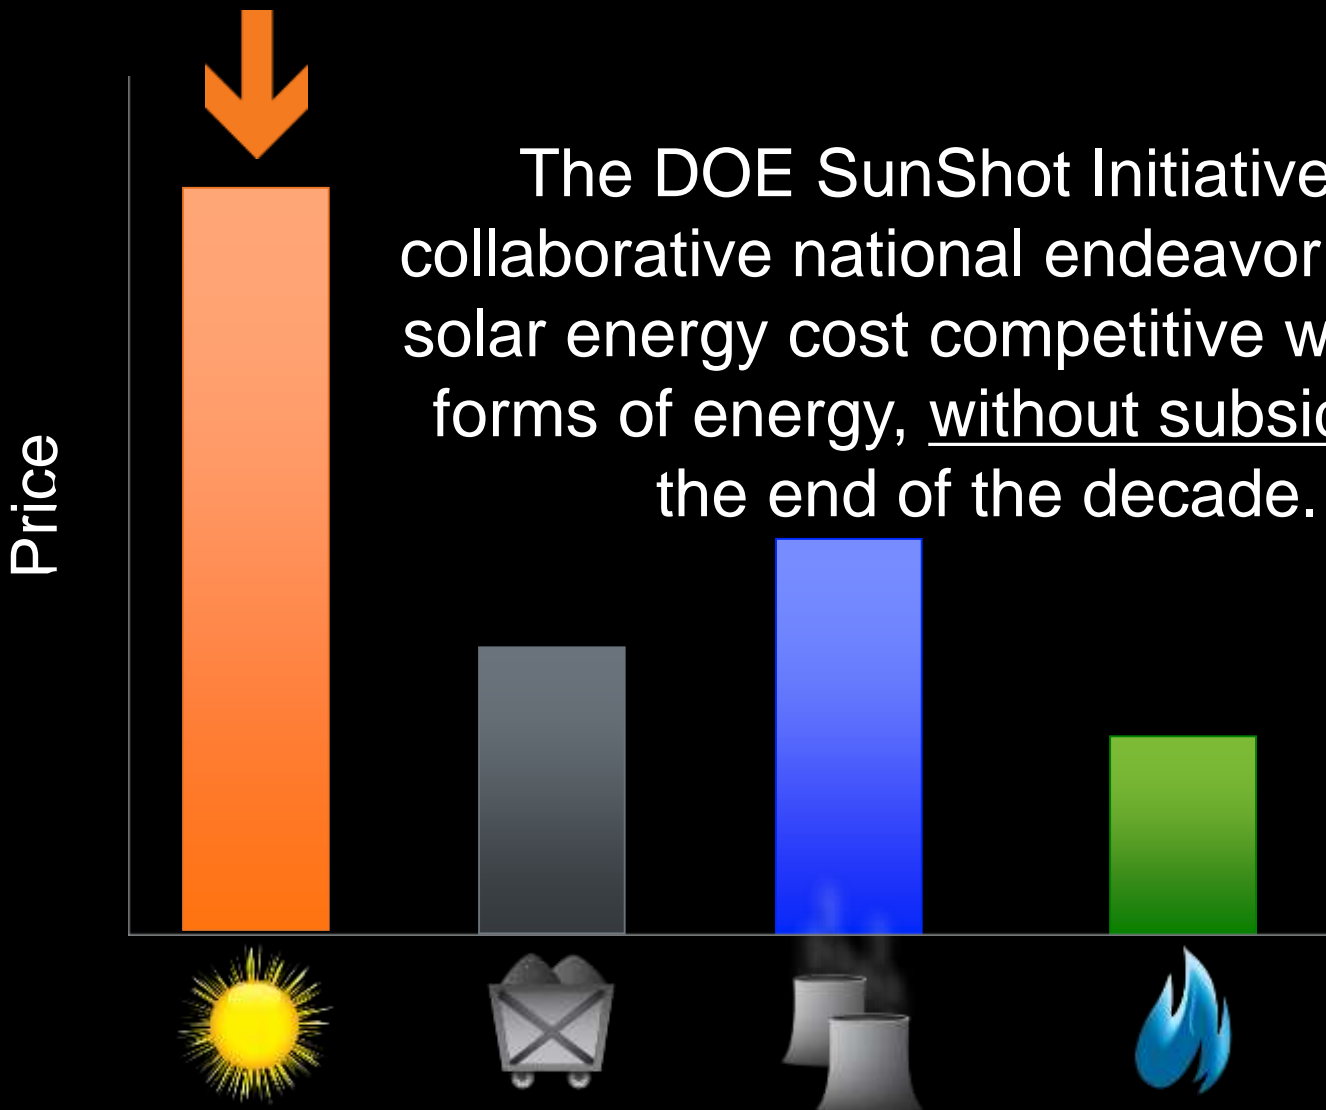 The DOE SunShot Initiative
collaborative national endeavor
solar energy cost competitive
forms of energy, without
the end of the decade.
Price